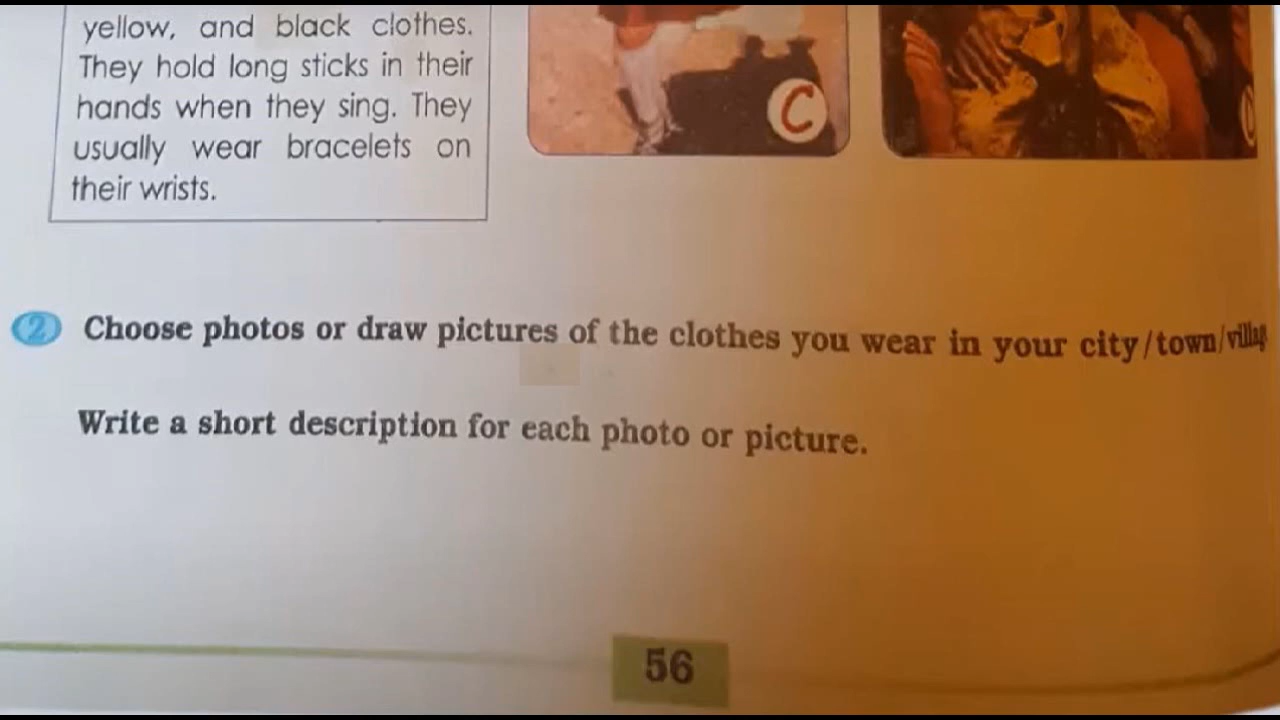 yellow, and black clothes.
They hold long sticks in their
hands when they sing. They
usually wear bracelets on
their wrists.
C
2 Choose photos or draw pictures of the clothes you wear in your city/town/villag
Write a short description for each photo or picture.
56